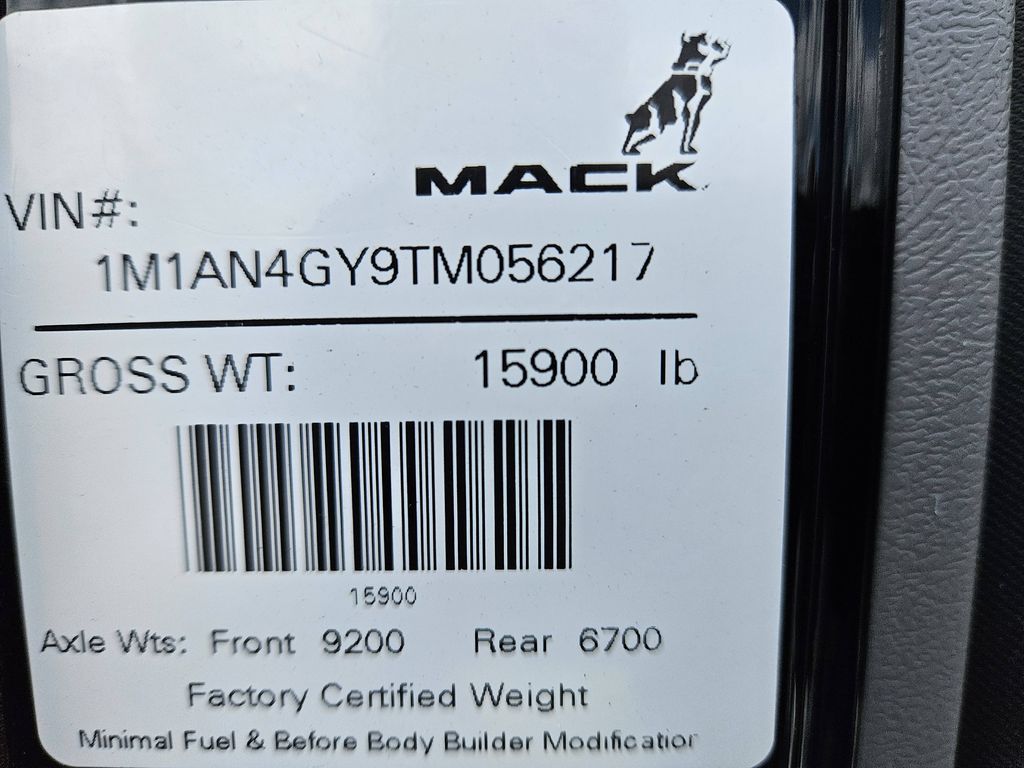 MACK
VIN#:
1M1AN4GY9TM056217
GROSS WT: 15900 lb
15900
Axle Wts: Front 9200 Rear 6700
Factory Certified Weight
Minimal Fuel & Before Body Builder Modification